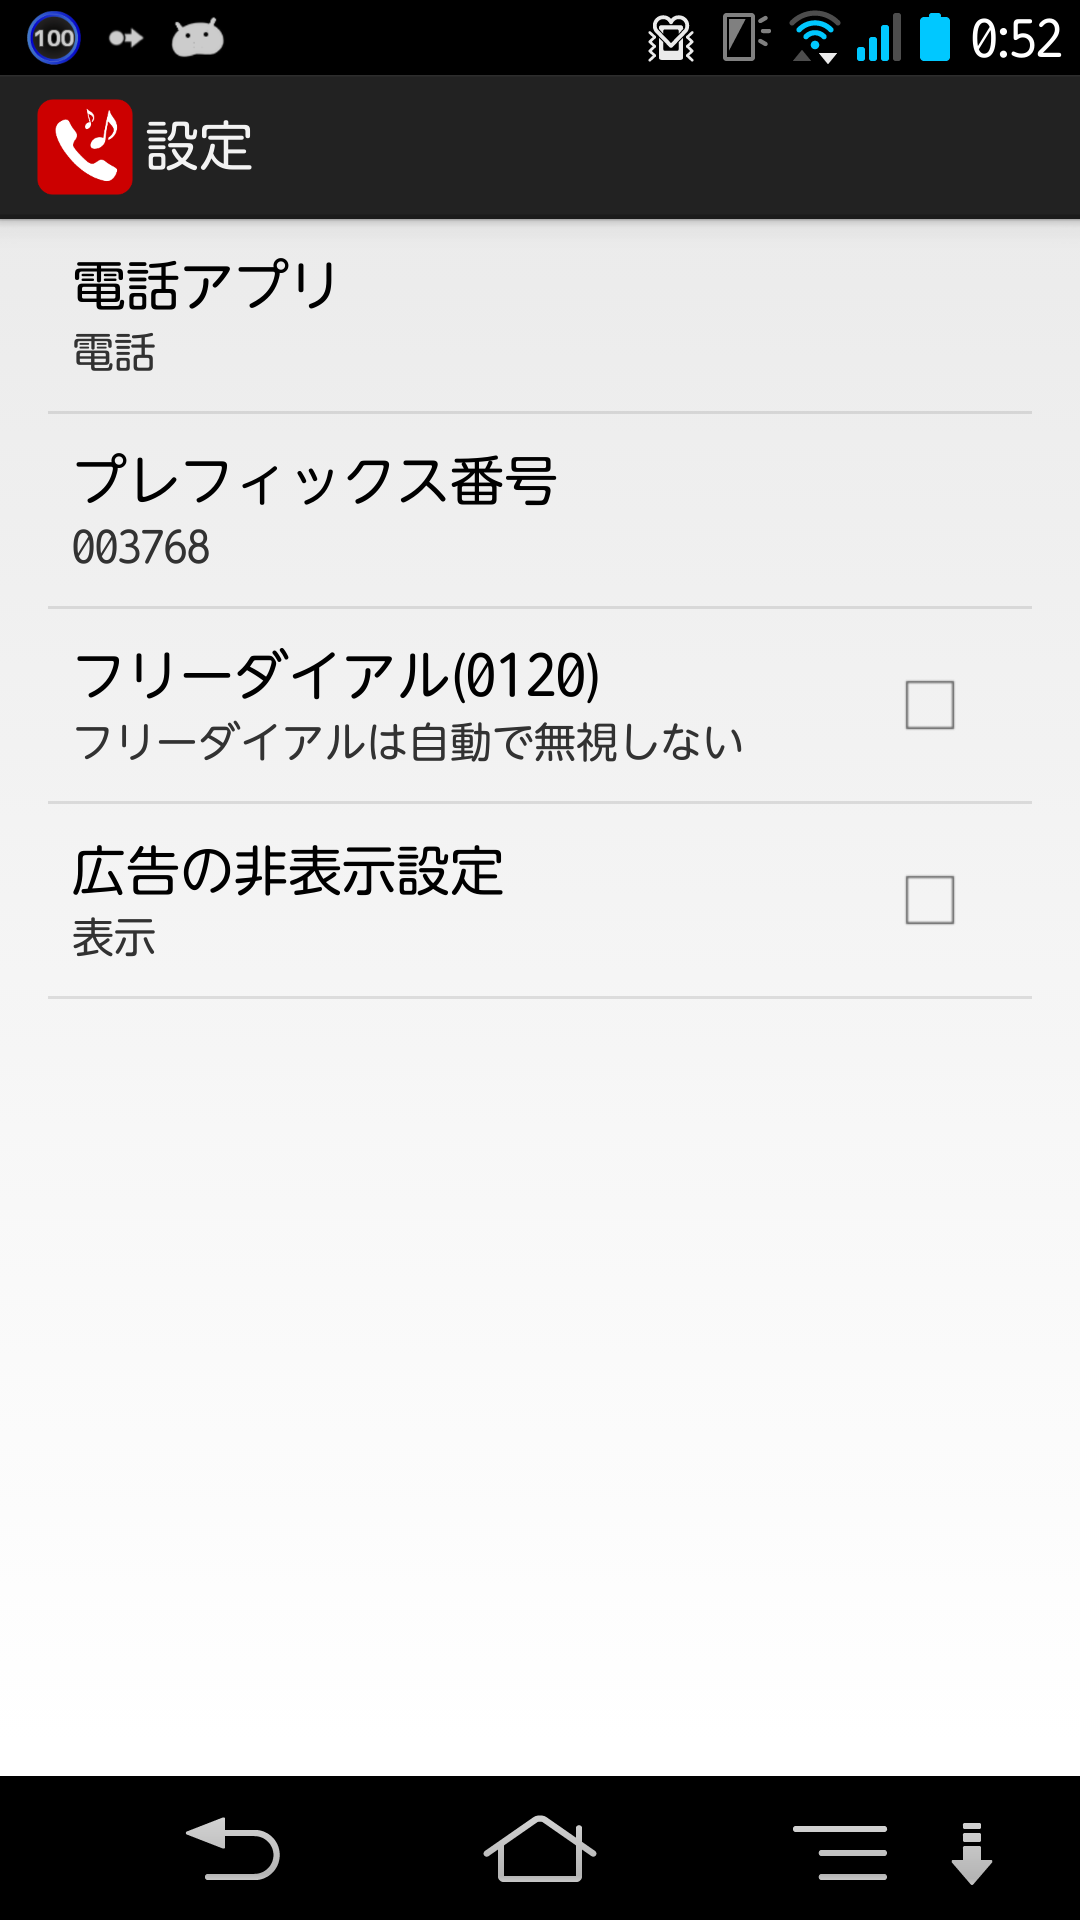 100
0:52
設定
電話アプリ
電話
プレフィックス番号
003768
フリーダイアル(0120)
フリーダイアルは自動で無視しない
広告の非表示設定
表示